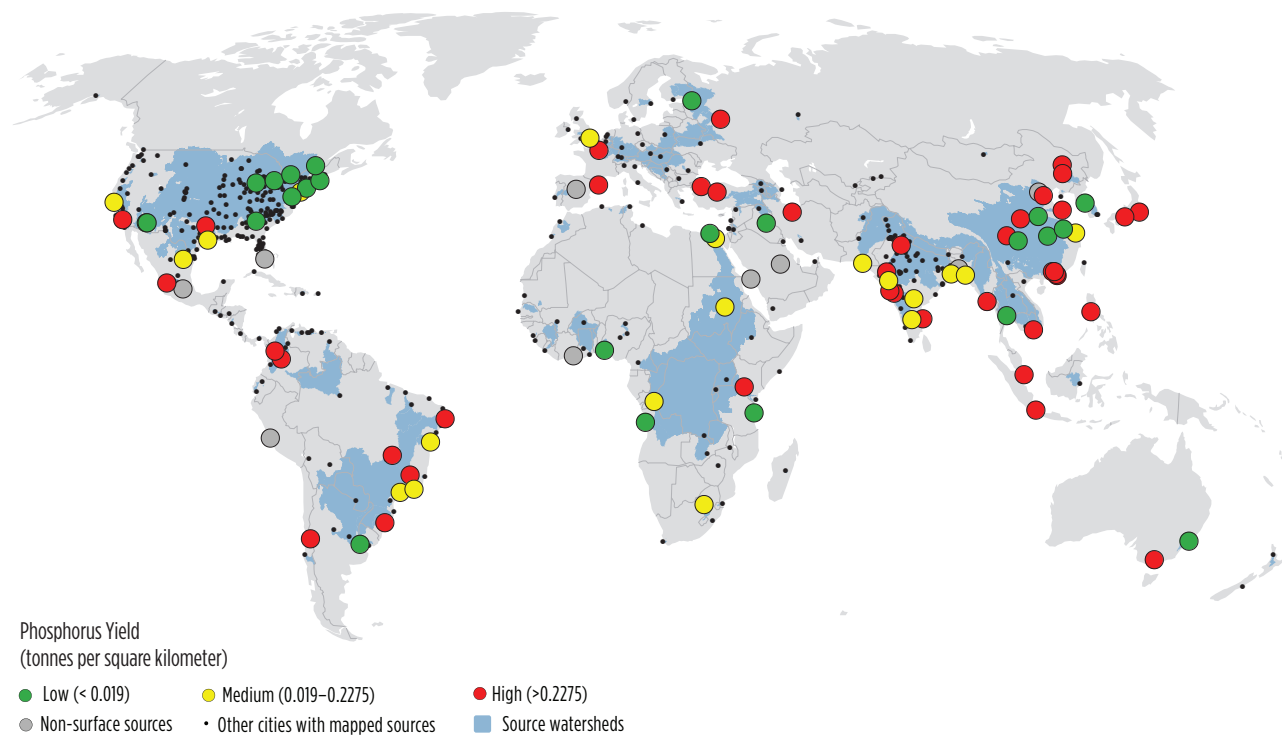 Phosphorus Yield
(tonnes per square kilometer)
Low (< 0.019)
Medium (0.019–0.2275)
High (>0.2275)
Non-surface sources
Other cities with mapped sources
Source watersheds